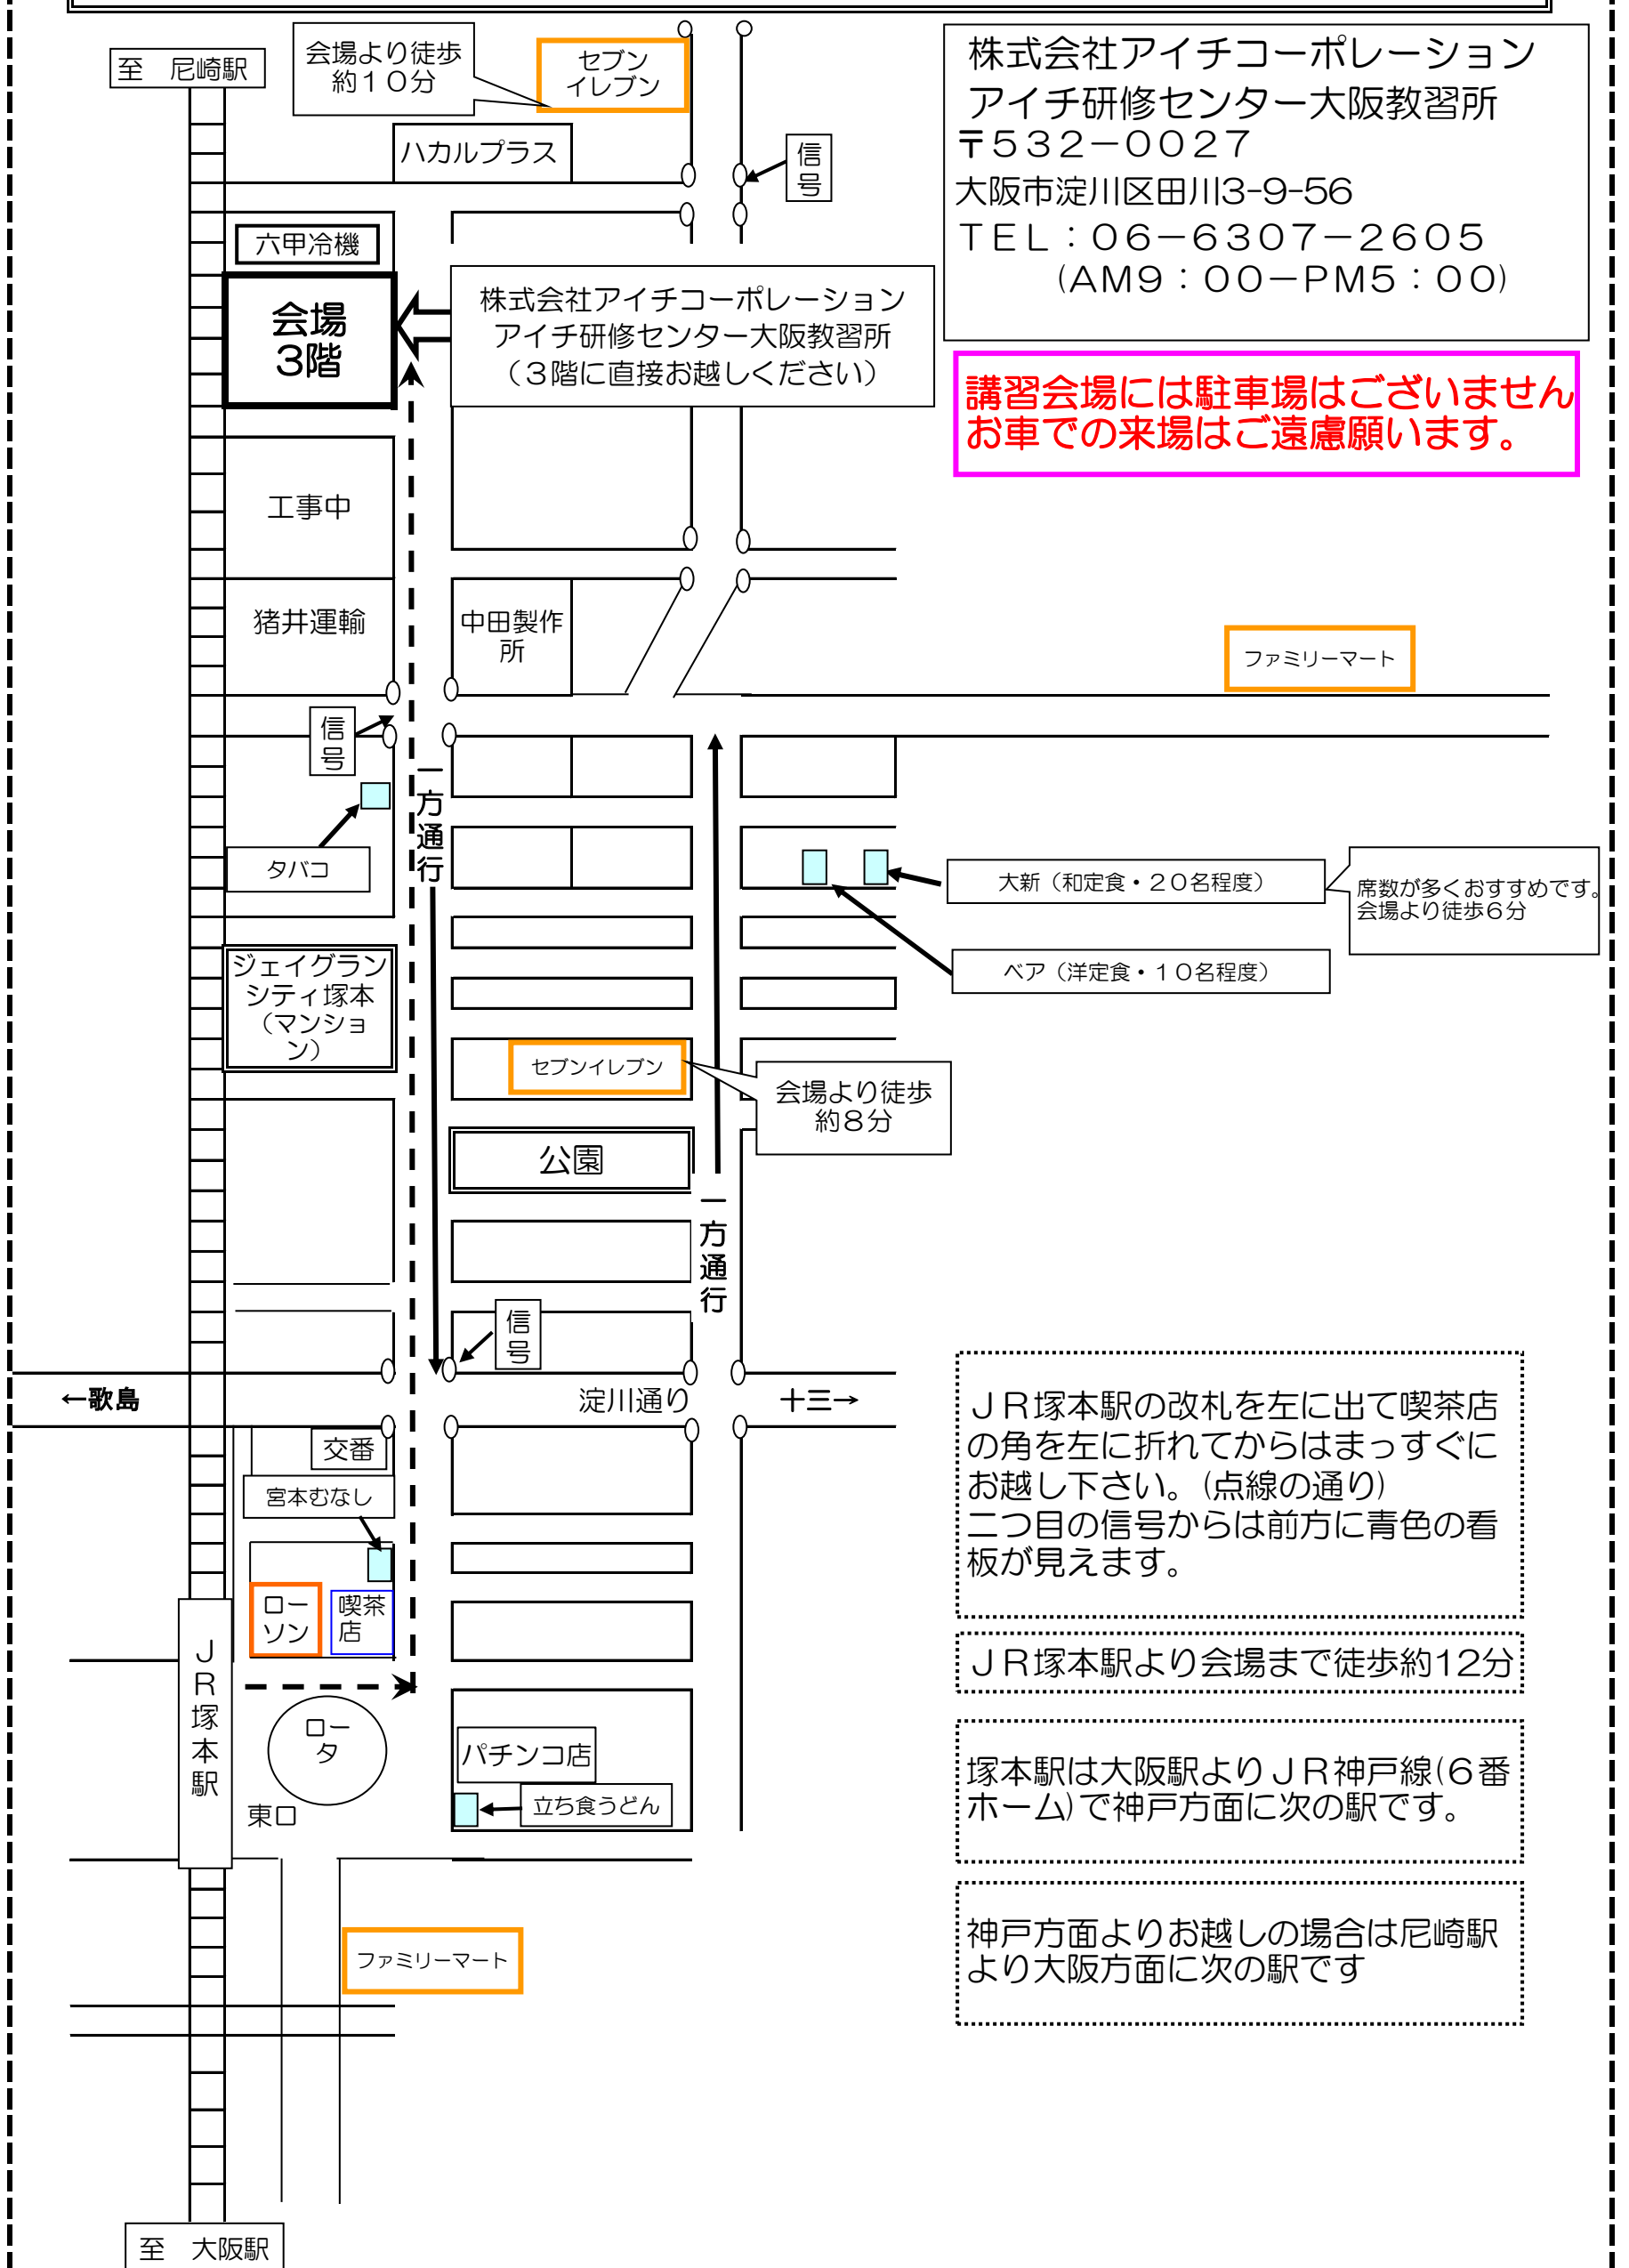 至　尼崎駅
会場より徒歩
約１０分
セブン
イレブン
ハカルプラス
信
号
株式会社アイチコーポレーション
アイチ研修センター大阪教習所
〒５３２－００２７
大阪市淀川区田川3-9-56
ＴＥＬ：０６－６３０７－２６０５
（ＡＭ９：００－ＰＭ５：００）
六甲冷機
会場
３階
株式会社アイチコーポレーション
アイチ研修センター大阪教習所
（３階に直接お越しください）
講習会場には駐車場はございません
お車での来場はご遠慮願います。
工事中
猪井運輸
中田製作
所
ファミリーマート
信
号
一方通行
タバコ
大新（和定食・２０名程度）
席数が多くおすすめです。
会場より徒歩６分
ベア（洋定食・１０名程度）
ジェイグラン
シティ塚本
（マンショ
ン）
セブンイレブン
会場より徒歩
約８分
公園
一方通行
信
号
←歌島
淀川通り
十三→
交番
宮本むなし
ロー
ソン
喫茶
店
ＪＲ塚本駅
ロー
タ
東口
パチンコ店
立ち食うどん
ファミリーマート
至　大阪駅
ＪＲ塚本駅の改札を左に出て喫茶店
の角を左に折れてからはまっすぐに
お越し下さい。(点線の通り)
二つ目の信号からは前方に青色の看
板が見えます。
ＪＲ塚本駅より会場まで徒歩約12分
塚本駅は大阪駅よりＪＲ神戸線(６番
ホーム)で神戸方面に次の駅です。
神戸方面よりお越しの場合は尼崎駅
より大阪方面に次の駅です